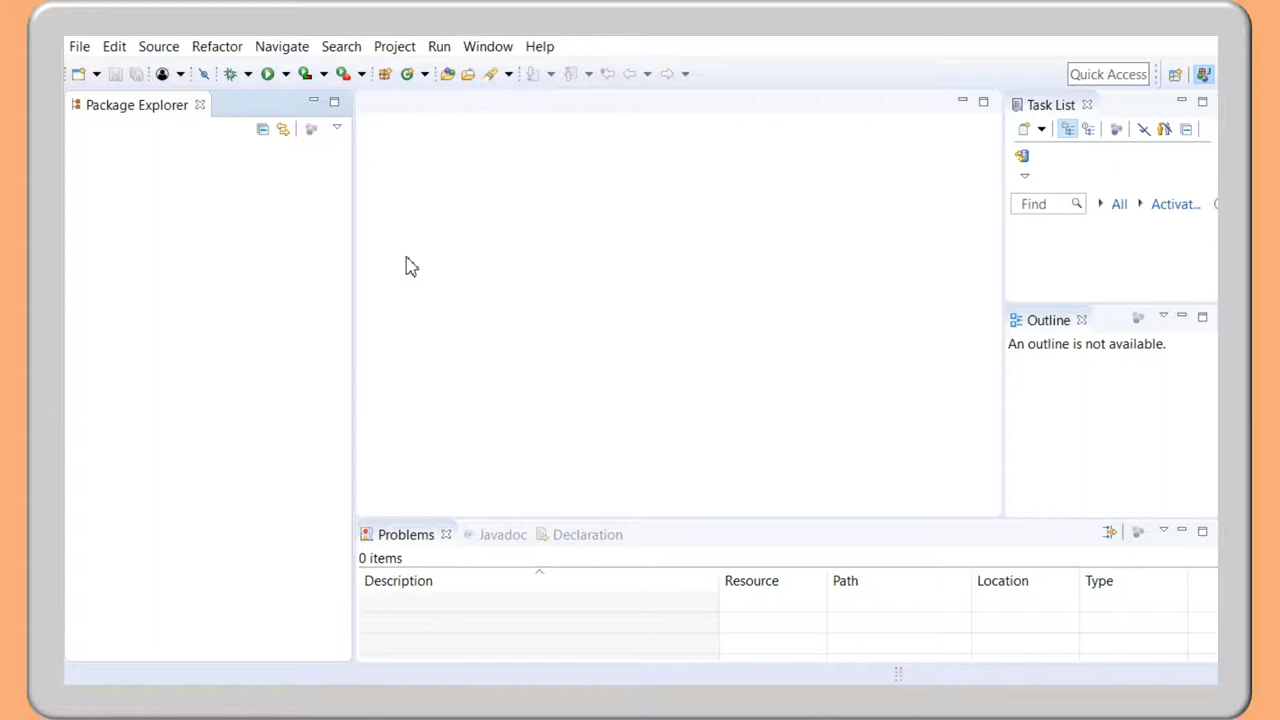 File Edit Source Refactor Navigate Search Project Run Window Help
Quick Access
Package Explorer
Task List
Find All Activat...
Outline
An outline is not available.
Problems Javadoc Declaration
0 items
Description Resource Path Location Type